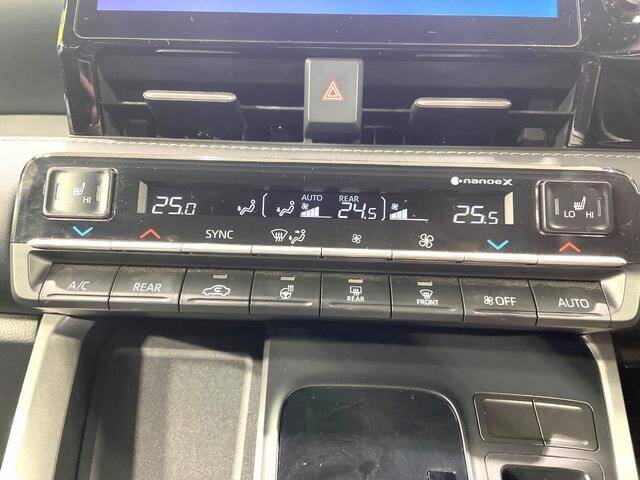 nanoeX
HI
25.0
AUTO
REAR
24.5
25.5
LO HI
SYNC
A/C
REAR
REAR
FRONT
OFF
AUTO